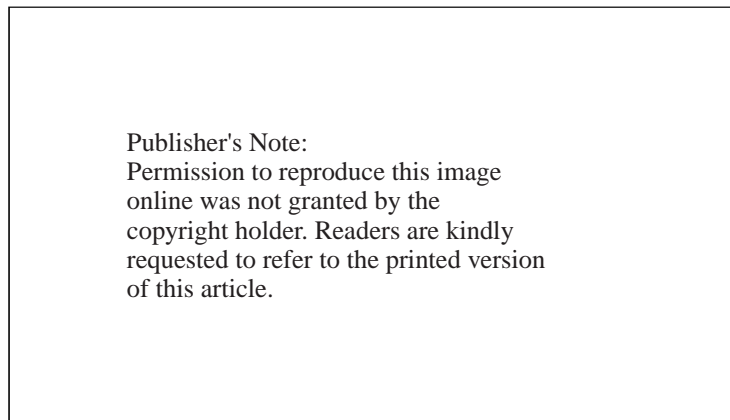 Publisher's Note:
Permission to reproduce this image
online was not granted by the
copyright holder. Readers are kindly
requested to refer to the printed version
of this article.